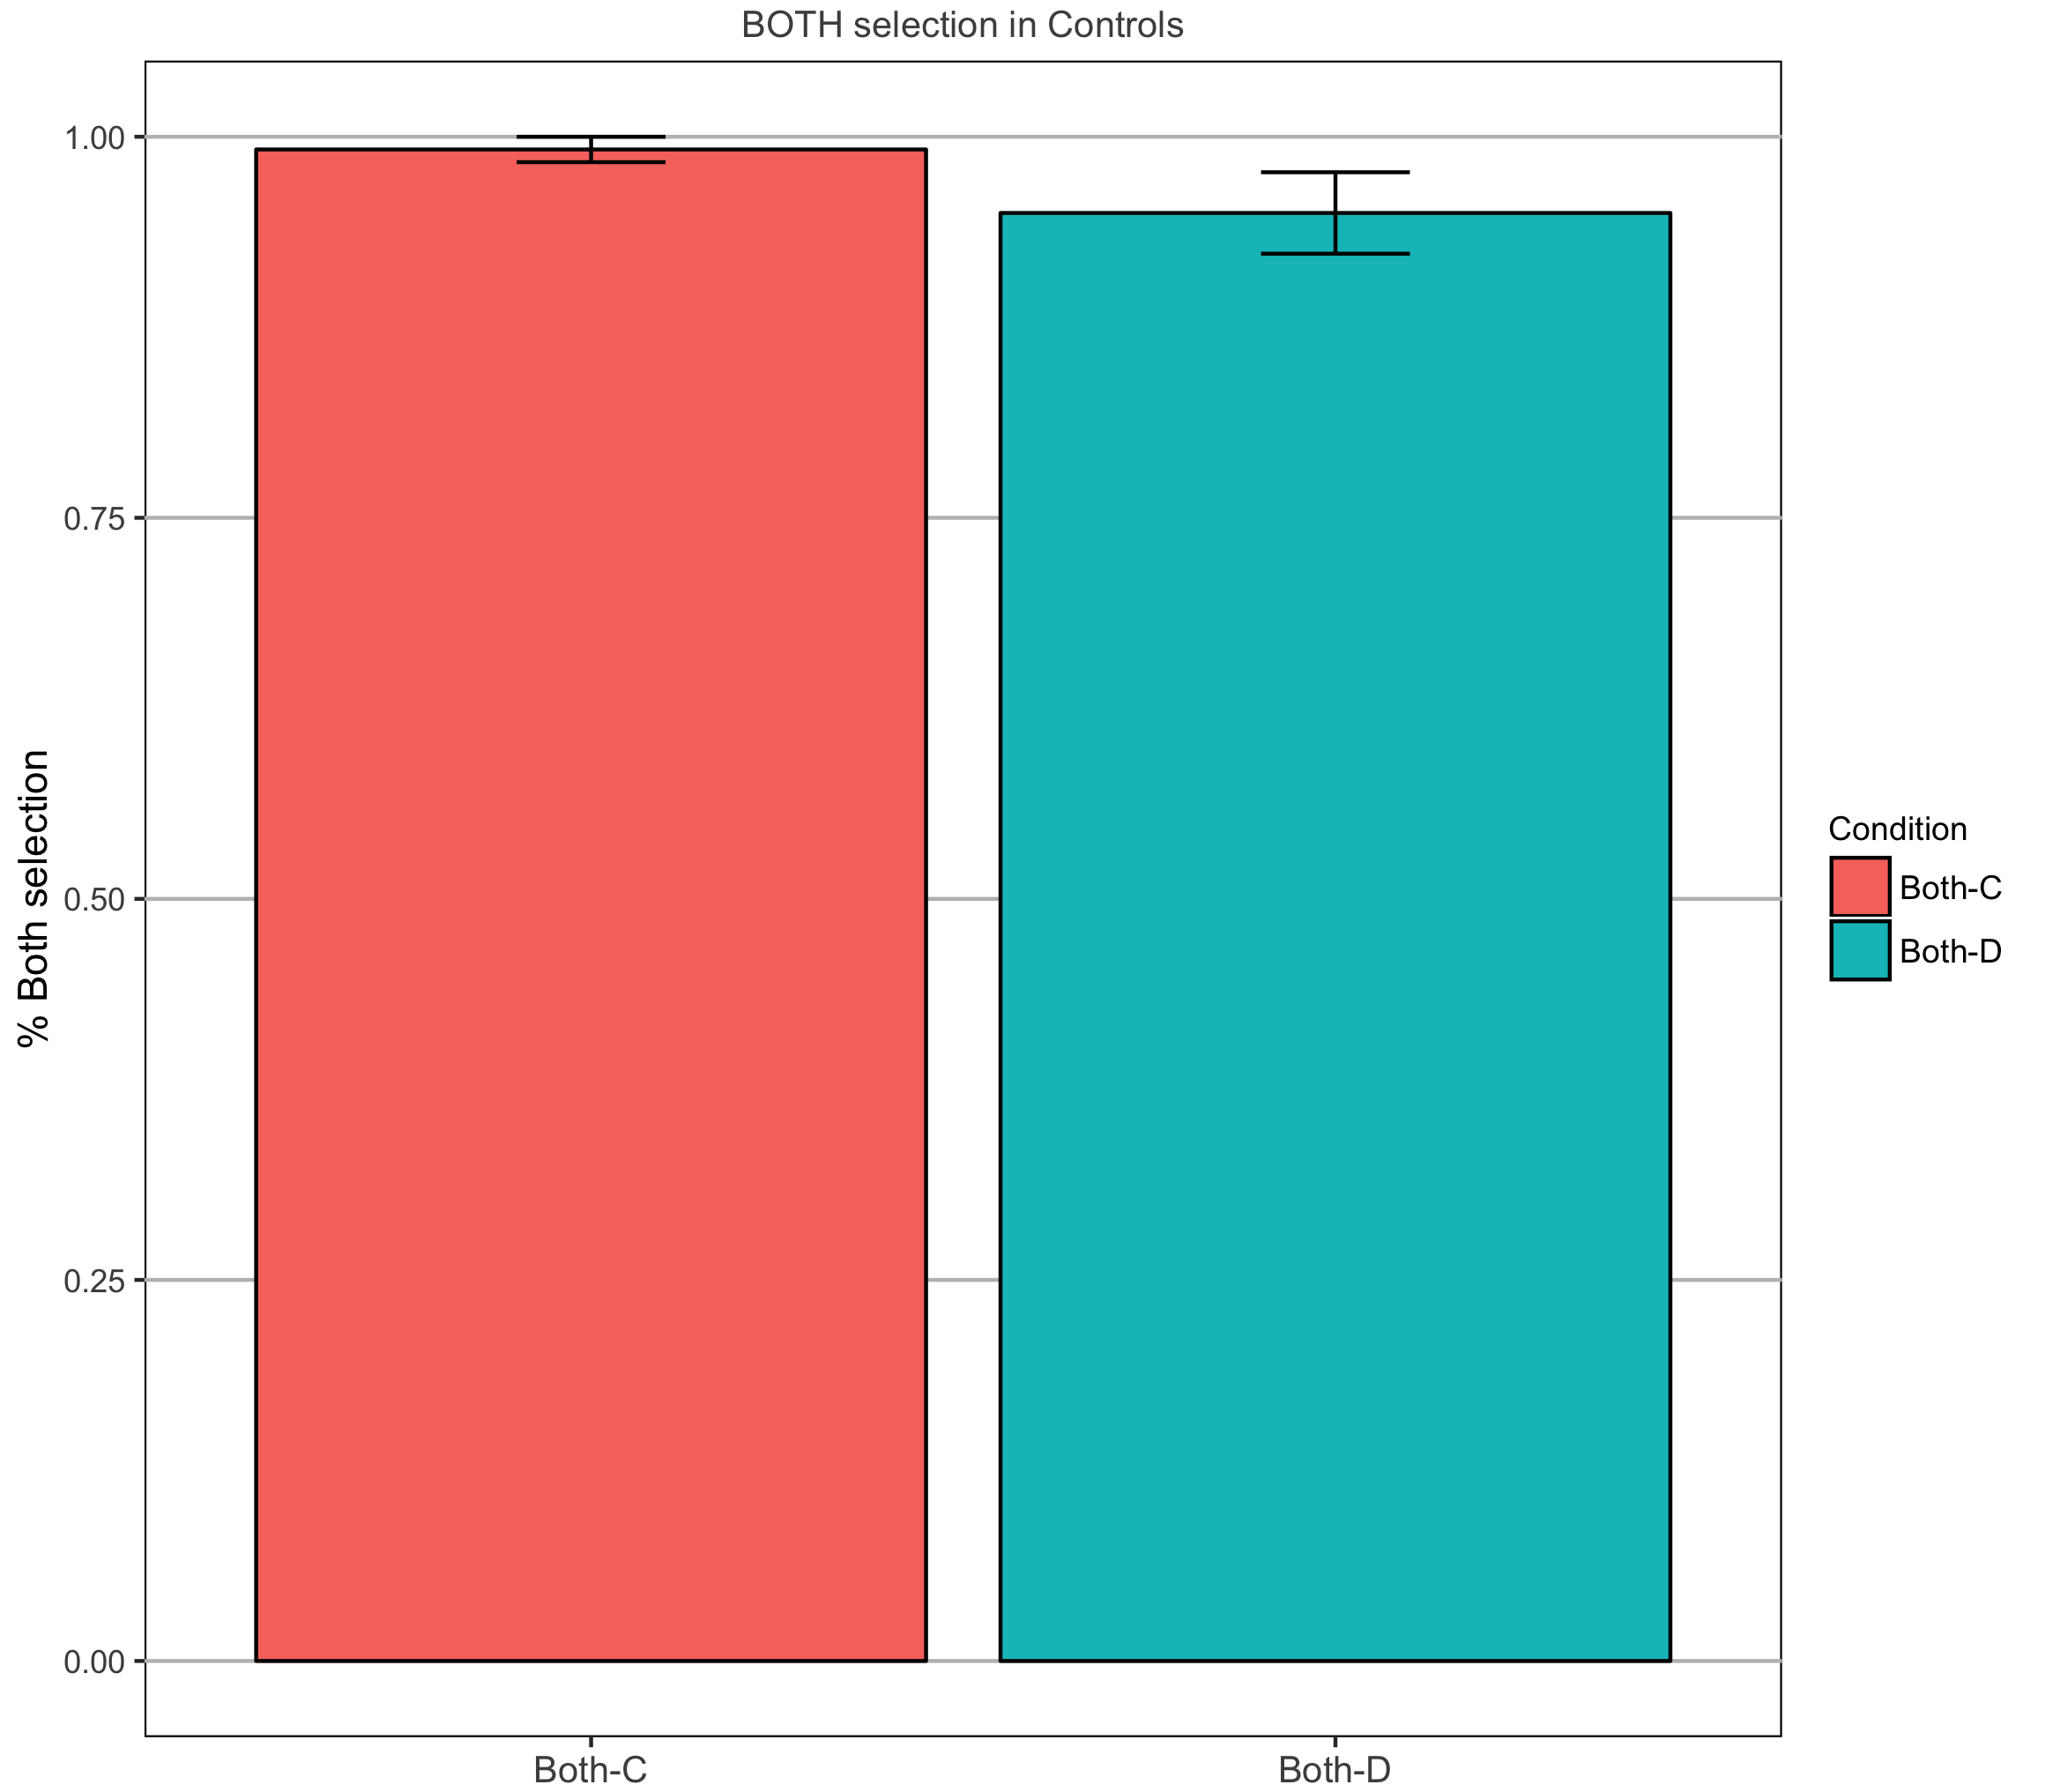 BOTH selection in Controls
% Both selection
1.00
0.75
0.50
0.25
0.00
Both-C
Both-D
Condition
Both-C
Both-D